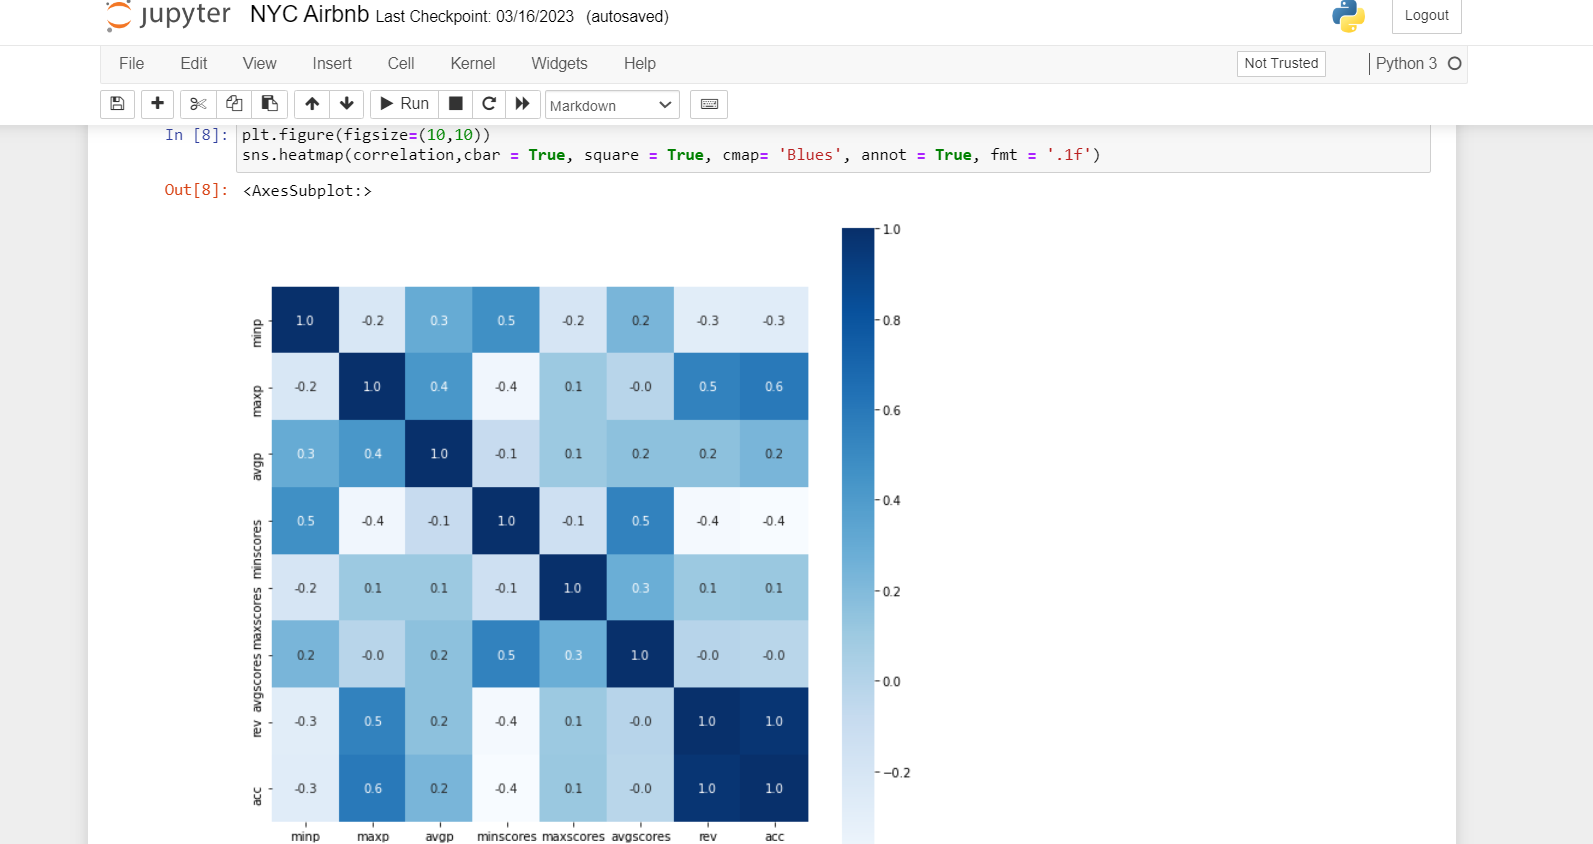 jupyter NYC Airbnb Last Checkpoint: 03/16/2023 (autosaved) Logout
File Edit View Insert Cell Kernel Widgets Help Not Trusted Python 3
Run Markdown
In [8]: plt.figure(figsize=(10,10))
sns.heatmap(correlation,cbar = True, square = True, cmap= 'Blues', annot = True, fmt = '.1f')
Out[8]: <AxesSubplot:>
1.0
minp 1.0 -0.2 0.3 0.5 -0.2 0.2 -0.3 -0.3 0.8
maxp -0.2 1.0 0.4 -0.4 0.1 -0.0 0.5 0.6
0.6
avgp 0.3 0.4 1.0 -0.1 0.1 0.2 0.2 0.2
0.4
minscores 0.5 -0.4 -0.1 1.0 -0.1 0.5 -0.4 -0.4
maxscores -0.2 0.1 0.1 -0.1 1.0 0.3 0.1 0.1 0.2
avgscores 0.2 -0.0 0.2 0.5 0.3 1.0 -0.0 -0.0
0.0
rev -0.3 0.5 0.2 -0.4 0.1 -0.0 1.0 1.0
−0.2
acc -0.3 0.6 0.2 -0.4 0.1 -0.0 1.0 1.0
minp maxp avgp minscores maxscores avgscores rev acc